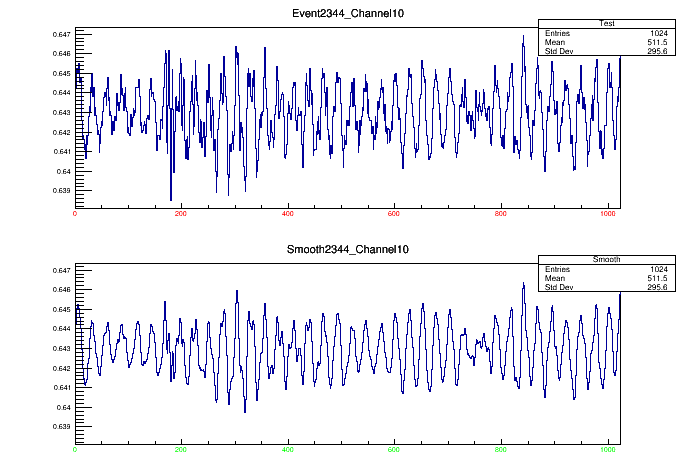 Event2344_Channel10
Test
Entries 1024
Mean 511.5
Std Dev 295.6
0.647
0.646
0.645
0.644
0.643
0.642
0.641
0.64
0.639
0 200 400 600 800 1000
Smooth2344_Channel10
Smooth
Entries 1024
Mean 511.5
Std Dev 295.6
0.647
0.646
0.645
0.644
0.643
0.642
0.641
0.64
0.639
0 200 400 600 800 1000